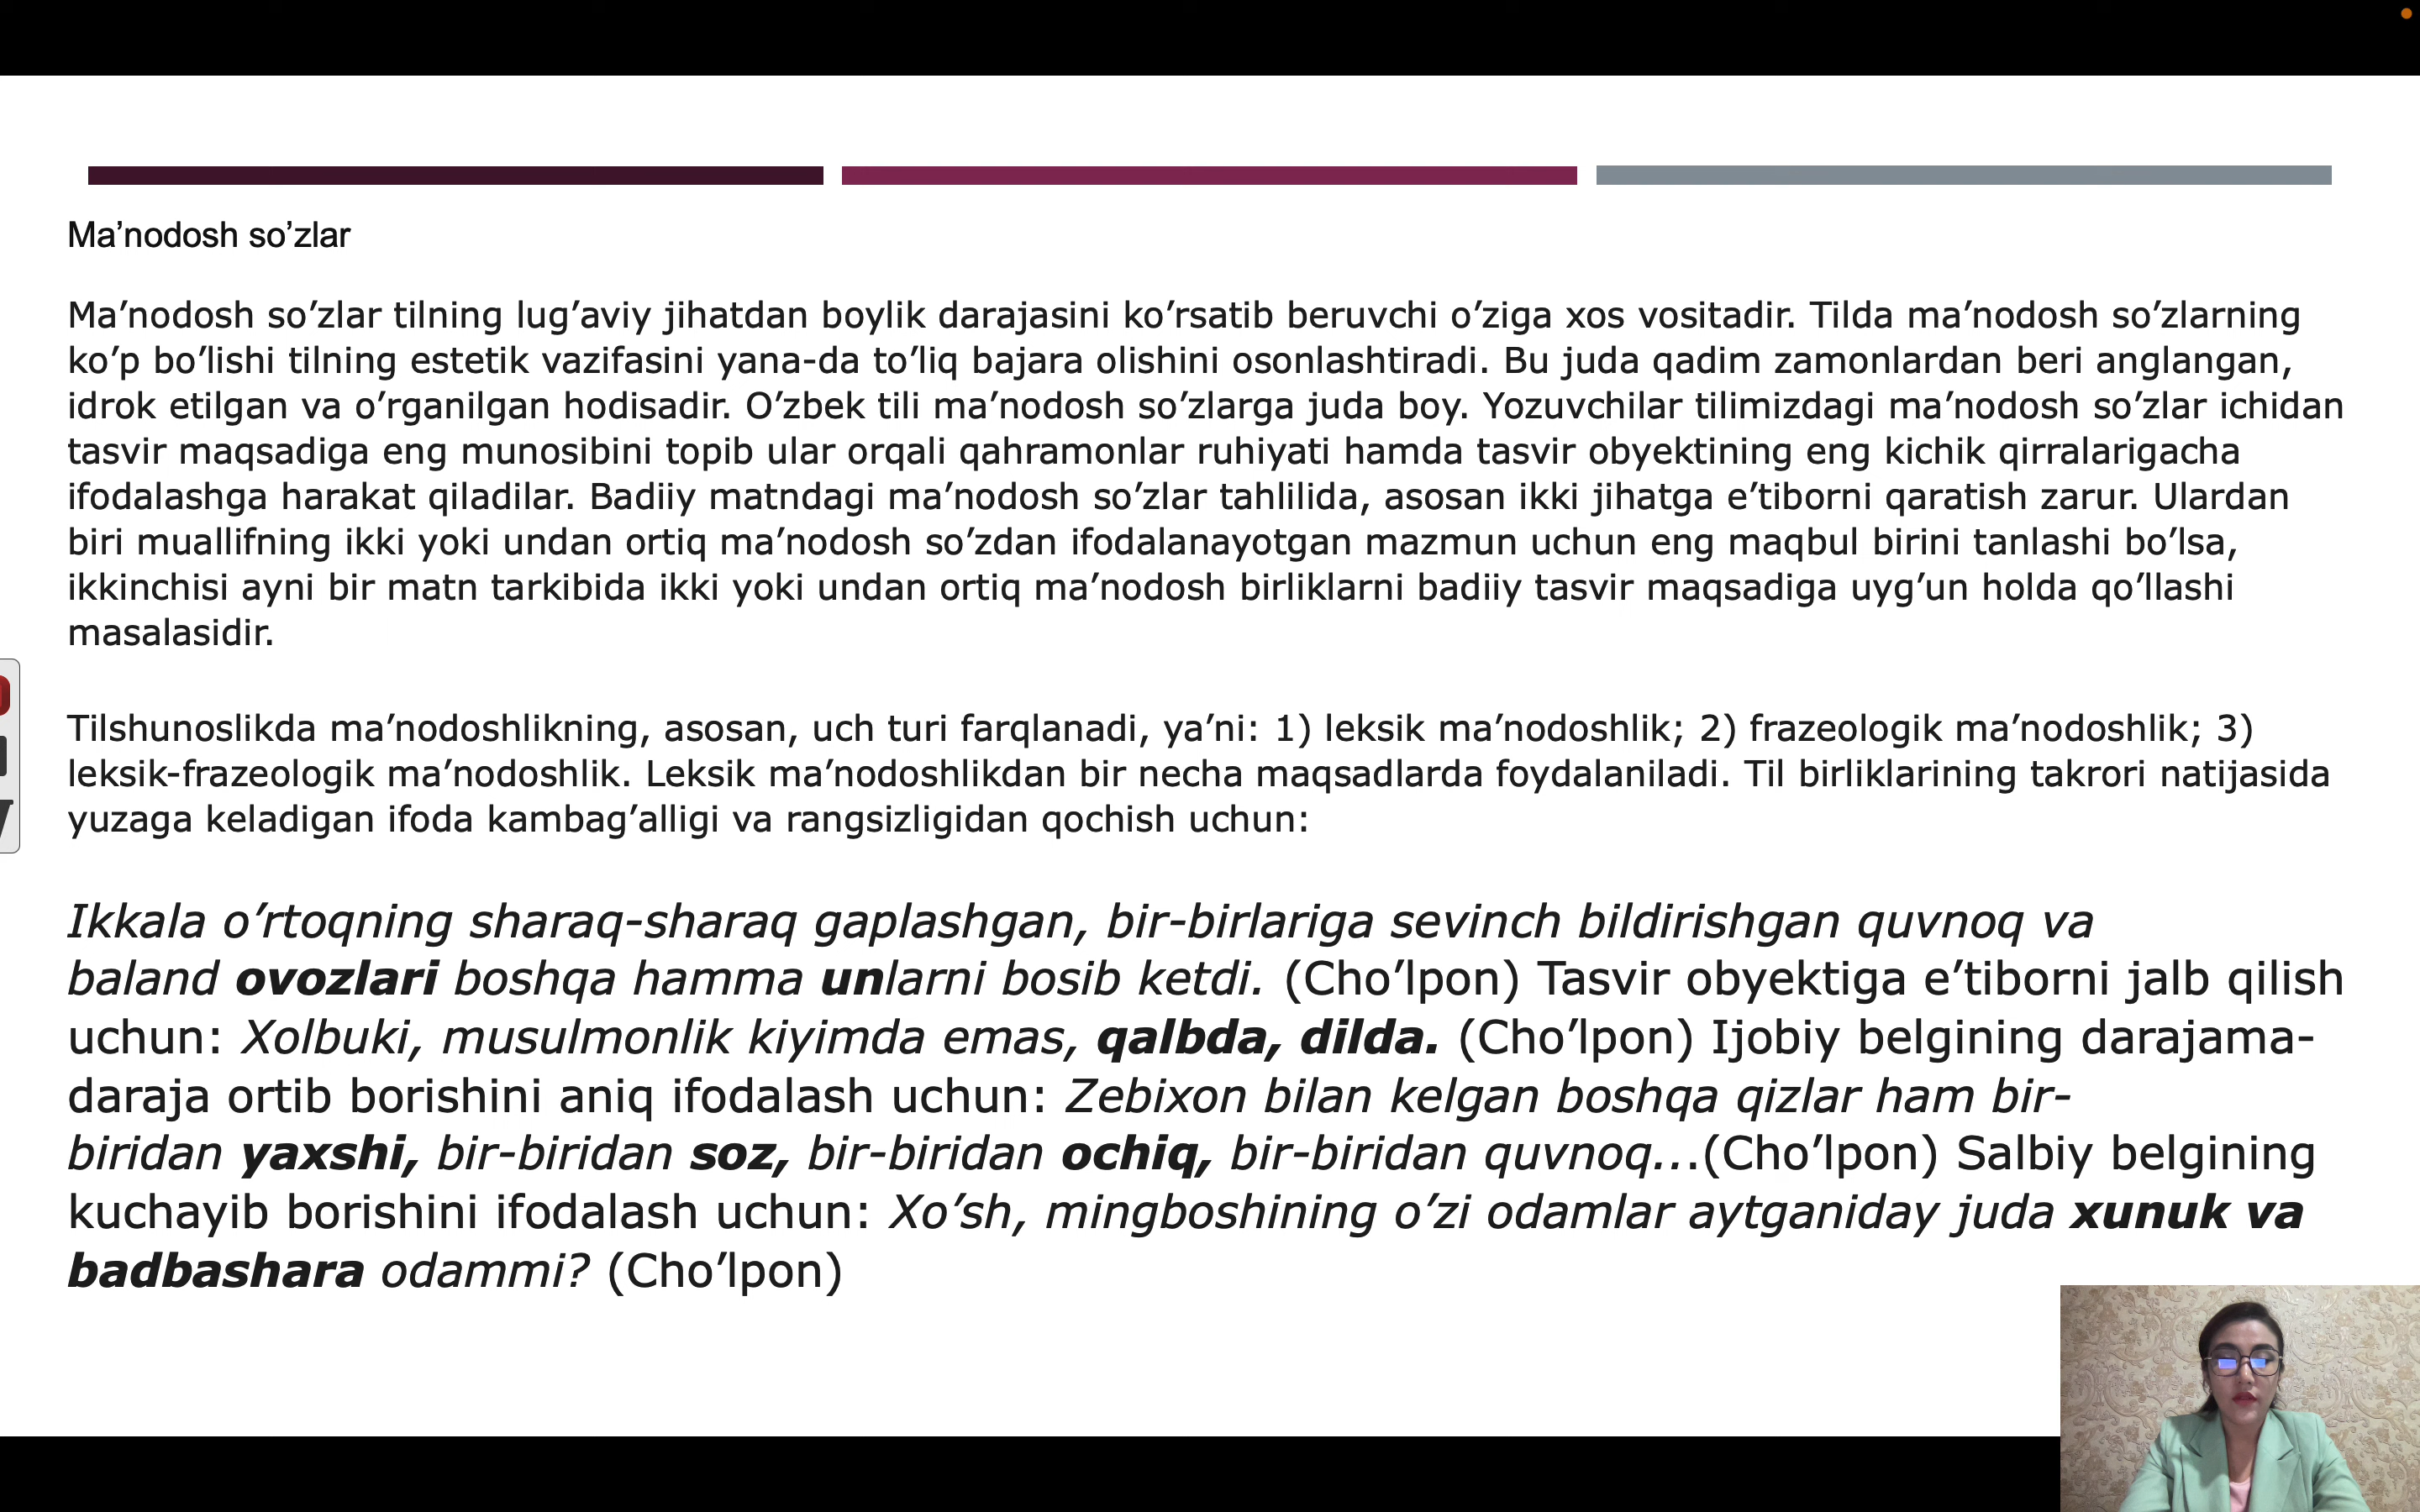 Ma’nodosh so’zlar
Ma’nodosh so’zlar tilning lug’aviy jihatdan boylik darajasini ko’rsatib beruvchi o’ziga xos vositadir. Tilda ma’nodosh so’zlarning
ko’p bo’lishi tilning estetik vazifasini yana-da to’liq bajara olishini osonlashtiradi. Bu juda qadim zamonlardan beri anglangan,
idrok etilgan va o’rganilgan hodisadir. O’zbek tili ma’nodosh so’zlarga juda boy. Yozuvchilar tilimizdagi ma’nodosh so’zlar ichidan
tasvir maqsadiga eng munosibini topib ular orqali qahramonlar ruhiyati hamda tasvir obyektining eng kichik qirralarigacha
ifodalashga harakat qiladilar. Badiiy matndagi ma’nodosh so’zlar tahlilida, asosan ikki jihatga e’tiborni qaratish zarur. Ulardan
biri muallifning ikki yoki undan ortiq ma’nodosh so’zdan ifodalanayotgan mazmun uchun eng maqbul birini tanlashi bo’lsa,
ikkinchisi ayni bir matn tarkibida ikki yoki undan ortiq ma’nodosh birliklarni badiiy tasvir maqsadiga uyg’un holda qo’llashi
masalasidir.
Tilshunoslikda ma’nodoshlikning, asosan, uch turi farqlanadi, ya’ni: 1) leksik ma’nodoshlik; 2) frazeologik ma’nodoshlik; 3)
leksik-frazeologik ma’nodoshlik. Leksik ma’nodoshlikdan bir necha maqsadlarda foydalaniladi. Til birliklarining takrori natijasida
yuzaga keladigan ifoda kambag’alligi va rangsizligidan qochish uchun:
Ikkala o’rtoqning sharaq-sharaq gaplashgan, bir-birlariga sevinch bildirishgan quvnoq va
baland ovozlari boshqa hamma unlarni bosib ketdi. (Cho’lpon) Tasvir obyektiga e’tiborni jalb qilish
uchun: Xolbuki, musulmonlik kiyimda emas, qalbda, dilda. (Cho’lpon) Ijobiy belgining darajama-
daraja ortib borishini aniq ifodalash uchun: Zebixon bilan kelgan boshqa qizlar ham bir-
biridan yaxshi, bir-biridan soz, bir-biridan ochiq, bir-biridan quvnoq...(Cho’lpon) Salbiy belgining
kuchayib borishini ifodalash uchun: Xo’sh, mingboshining o’zi odamlar aytganiday juda xunuk va
badbashara odammi? (Cho’lpon)